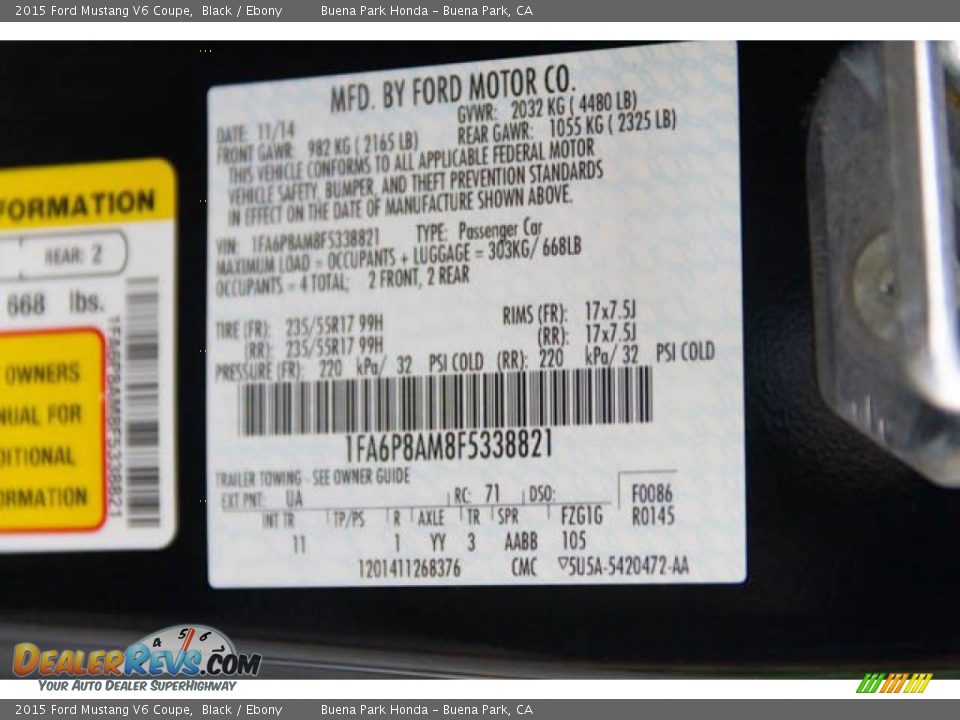 2015 Ford Mustang V6 Coupe, Black / Ebony Buena Park Honda - Buena Park, CA
FORMATION
REAR: 2
668 lbs.
OWNERS
NUAL FOR
DITIONAL
ORMATION
1FA6P8AM8F5338821
MFD. BY FORD MOTOR CO.
DATE: 11/14 GVWR: 2032 KG ( 4480 LB)
FRONT GAWR: 982 KG ( 2165 LB) REAR GAWR: 1055 KG ( 2325 LB)
THIS VEHICLE CONFORMS TO ALL APPLICABLE FEDERAL MOTOR
VEHICLE SAFETY, BUMPER, AND THEFT PREVENTION STANDARDS
IN EFFECT ON THE DATE OF MANUFACTURE SHOWN ABOVE.
VIN: 1FA6P8AM8F5338821 TYPE: Passenger Car
MAXIMUM LOAD = OCCUPANTS + LUGGAGE = 303KG/ 668LB
OCCUPANTS = 4 TOTAL; 2 FRONT, 2 REAR
TIRE (FR): 235/55R17 99H RIMS (FR): 17x7.5J
(RR): 235/55R17 99H (RR): 17x7.5J
PRESSURE (FR): 220 kPa/ 32 PSI COLD (RR): 220 kPa/ 32 PSI COLD
1FA6P8AM8F5338821
TRAILER TOWING - SEE OWNER GUIDE
EXT PNT: UA RC: 71 DSO: F0086
INT TR TP/PS R AXLE TR SPR FZG1G R0145
11 1 YY 3 AABB 105
1201411268376 CMC ▽5U5A-5420472-AA
4 5 6
DEALERREVS.COM
YOUR AUTO DEALER SUPERHIGHWAY
2015 Ford Mustang V6 Coupe, Black / Ebony Buena Park Honda - Buena Park, CA